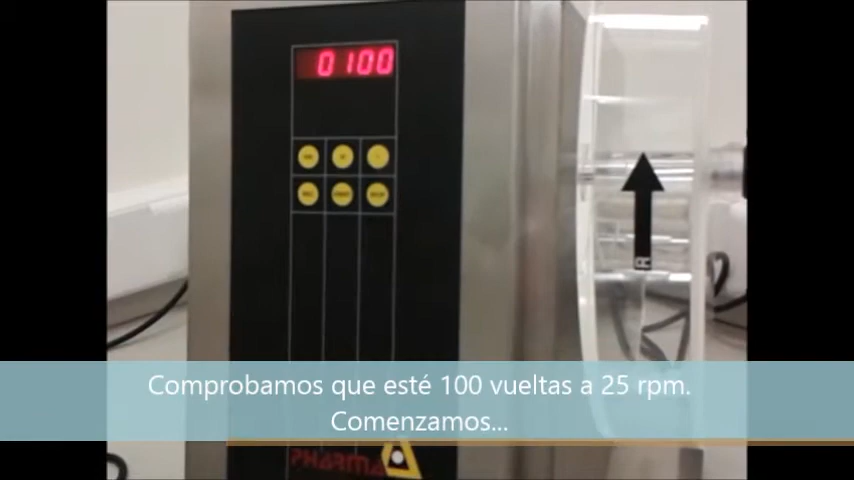 0100
R
Comprobamos que esté 100 vueltas a 25 rpm.
Comenzamos...
PHARMA